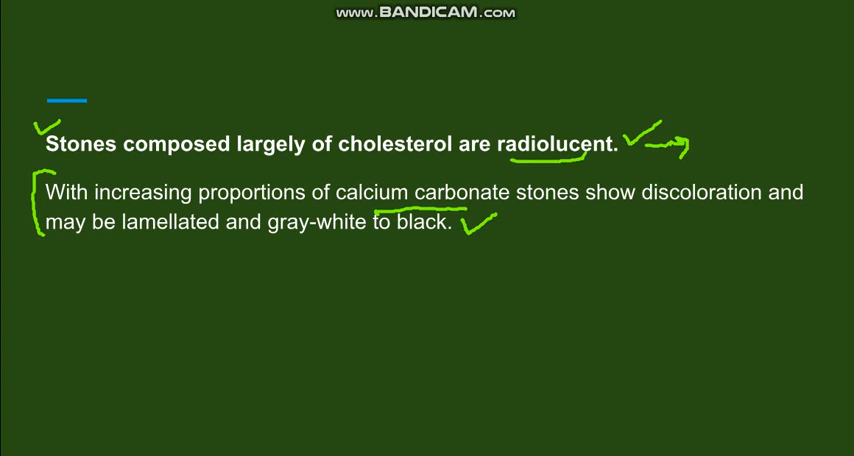 www.BANDICAM.com
Stones composed largely of cholesterol are radiolucent.
With increasing proportions of calcium carbonate stones show discoloration and
may be lamellated and gray-white to black.